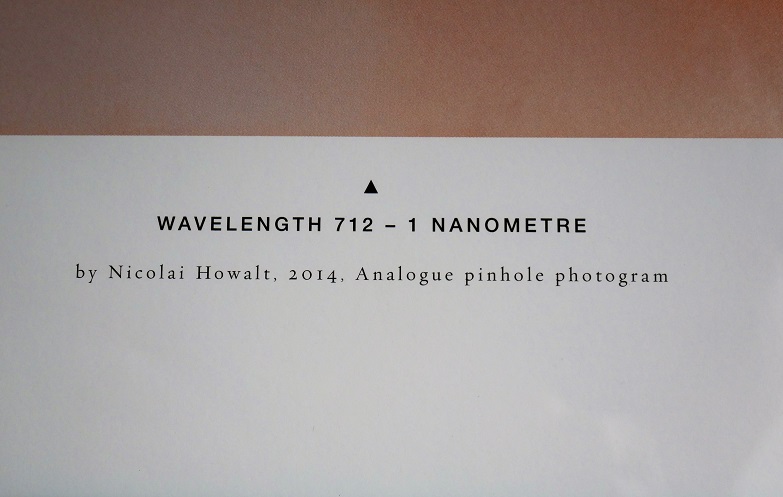 WAVELENGTH 712 – 1 NANOMETRE
by Nicolai Howalt, 2014, Analogue pinhole photogram